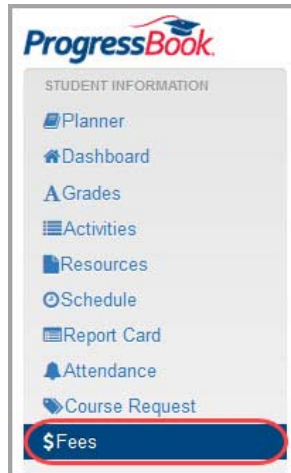 ProgressBook
STUDENT INFORMATION
Planner
Dashboard
Grades
Activities
Resources
Schedule
Report Card
Attendance
Course Request
$Fees